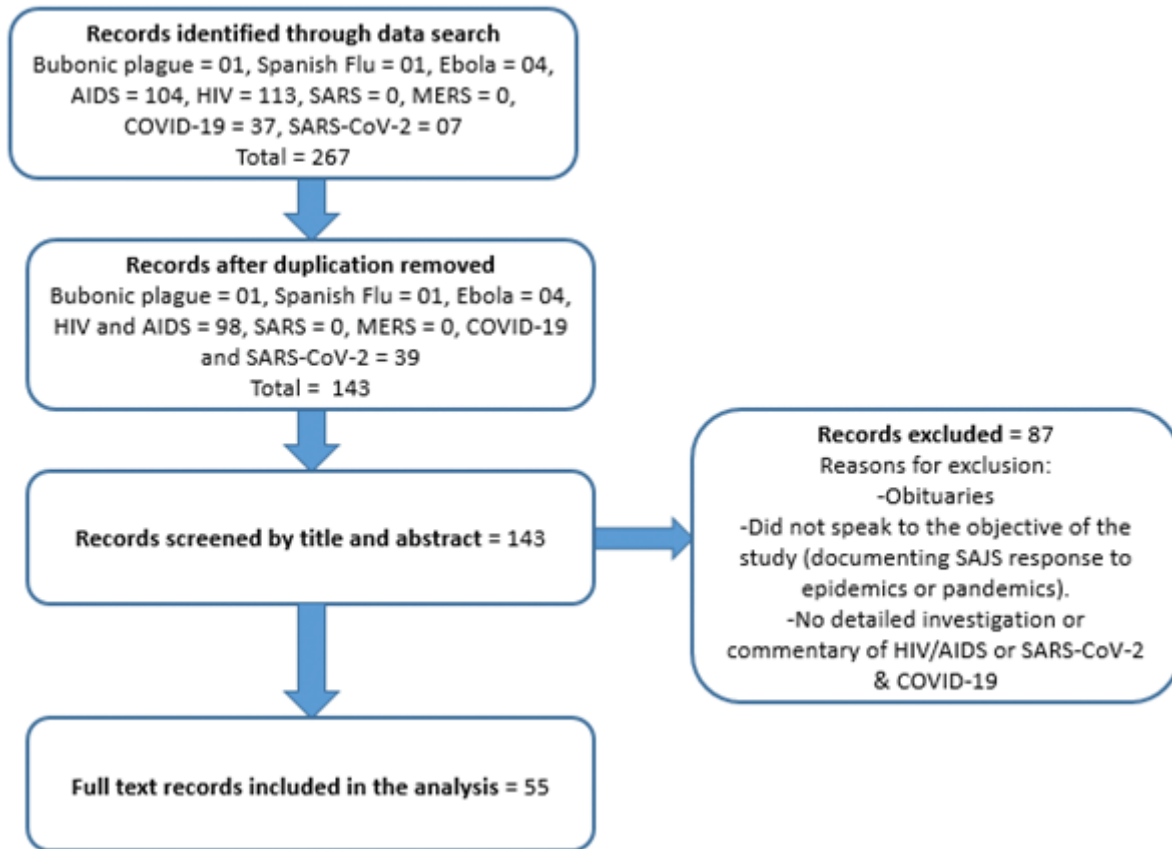 Records identified through data search
Bubonic plague = 01, Spanish Flu = 01, Ebola = 04,
AIDS = 104, HIV = 113, SARS = 0, MERS = 0,
COVID-19 = 37, SARS-CoV-2 = 07
Total = 267
Records after duplication removed
Bubonic plague = 01, Spanish Flu = 01, Ebola = 04,
HIV and AIDS = 98, SARS = 0, MERS = 0, COVID-19
and SARS-CoV-2 = 39
Total = 143
Records screened by title and abstract = 143
Records excluded = 87
Reasons for exclusion:
-Obituaries
-Did not speak to the objective of the
study (documenting SAJS response to
epidemics or pandemics).
-No detailed investigation or
commentary of HIV/AIDS or SARS-CoV-2
& COVID-19
Full text records included in the analysis = 55